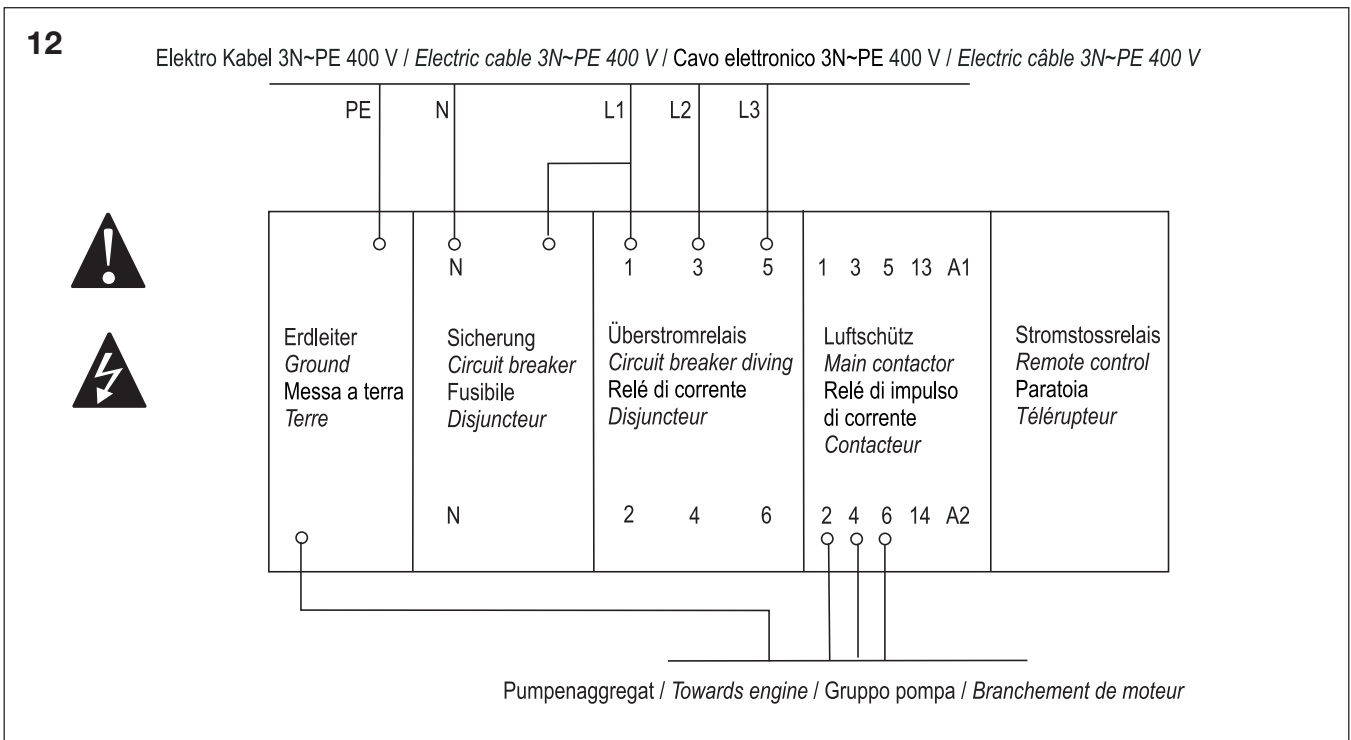 12
Elektro Kabel 3N~PE 400 V / Electric cable 3N~PE 400 V / Cavo elettronico 3N~PE 400 V / Electric câble 3N~PE 400 V
PE N L1 L2 L3
N 1 3 5 1 3 5 13 A1
Erdleiter
Ground
Messa a terra
Terre
Sicherung
Circuit breaker
Fusibile
Disjuncteur
Überstromrelais
Circuit breaker diving
Relé di corrente
Disjuncteur
Luftschütz
Main contactor
Relé di impulso
di corrente
Contacteur
Stromstossrelais
Remote control
Paratoia
Télérupteur
N 2 4 6 2 4 6 14 A2
Pumpenaggregat / Towards engine / Gruppo pompa / Branchement de moteur